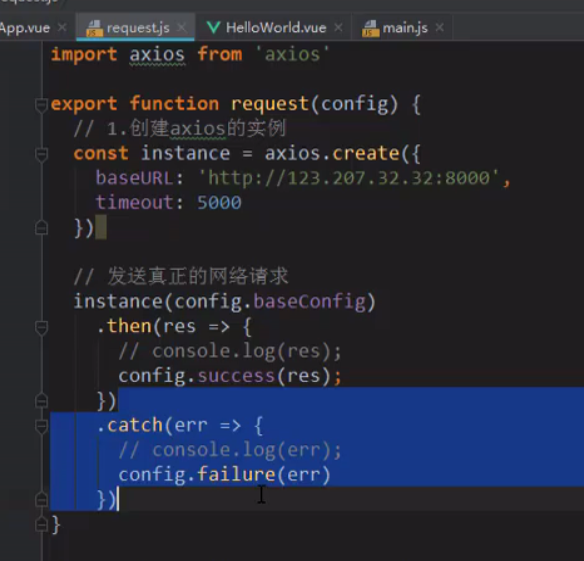 request.js
App.vue × request.js × HelloWorld.vue × main.js ×
import axios from 'axios'
export function request(config) {
// 1.创建axios的实例
const instance = axios.create({
baseURL: 'http://123.207.32.32:8000',
timeout: 5000
})
// 发送真正的网络请求
instance(config.baseConfig)
.then(res => {
// console.log(res);
config.success(res);
})
.catch(err => {
// console.log(err);
config.failure(err)
})
}